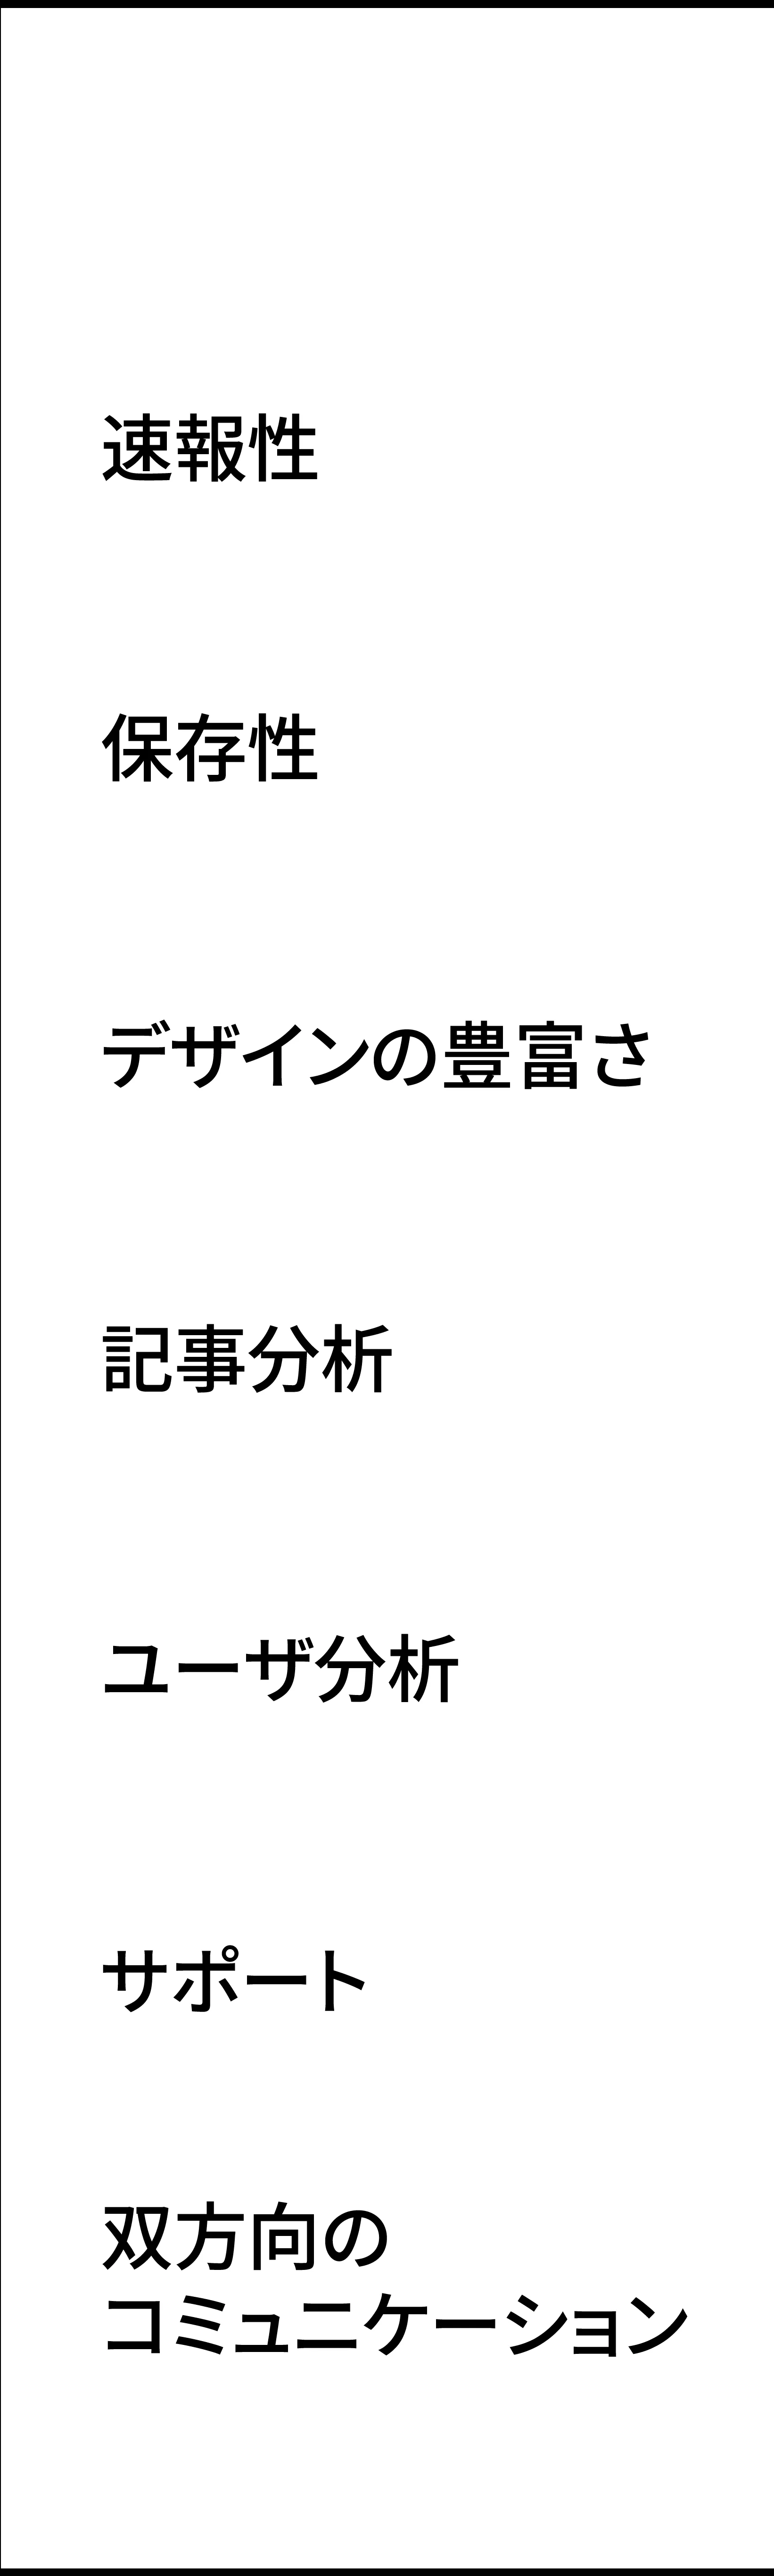 速報性
保存性
デザインの豊富さ
記事分析
ユーザ分析
サポート
双方向の
コミュニケーション